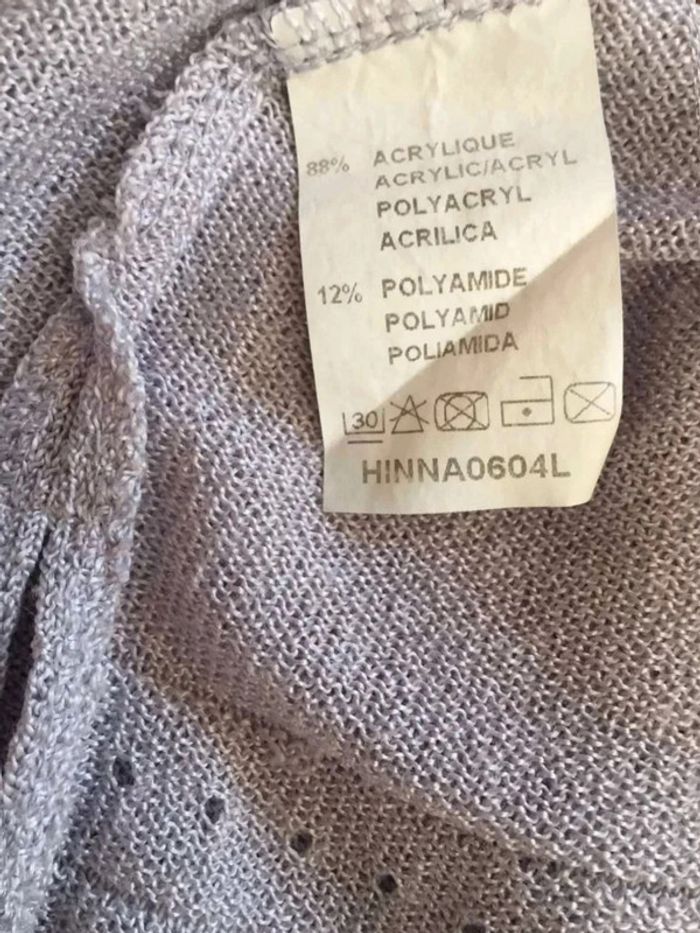 88% ACRYLIQUE
ACRYLIC/ACRYL
POLYACRYL
ACRILICA
12% POLYAMIDE
POLYAMID
POLIAMIDA
30
HINNA0604L